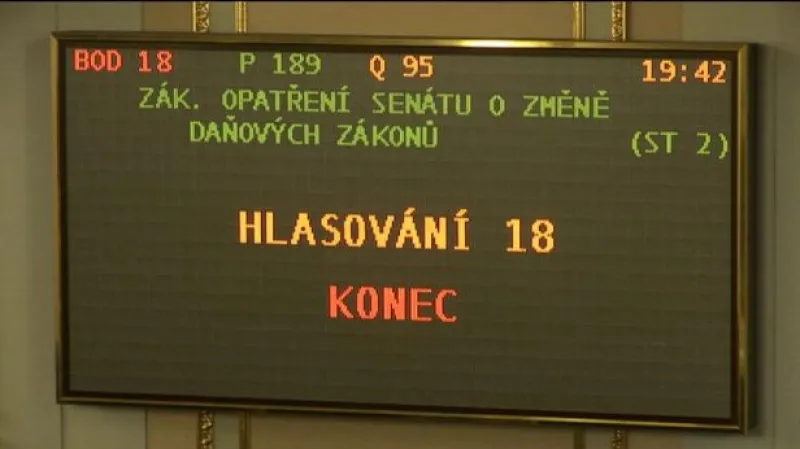 BOD 18 P 189 Q 95 19:42
ZÁK. OPATŘENÍ SENÁTU O ZMĚNĚ
DAŇOVÝCH ZÁKONŮ
(ST 2)
HLASOVÁNÍ 18
KONEC